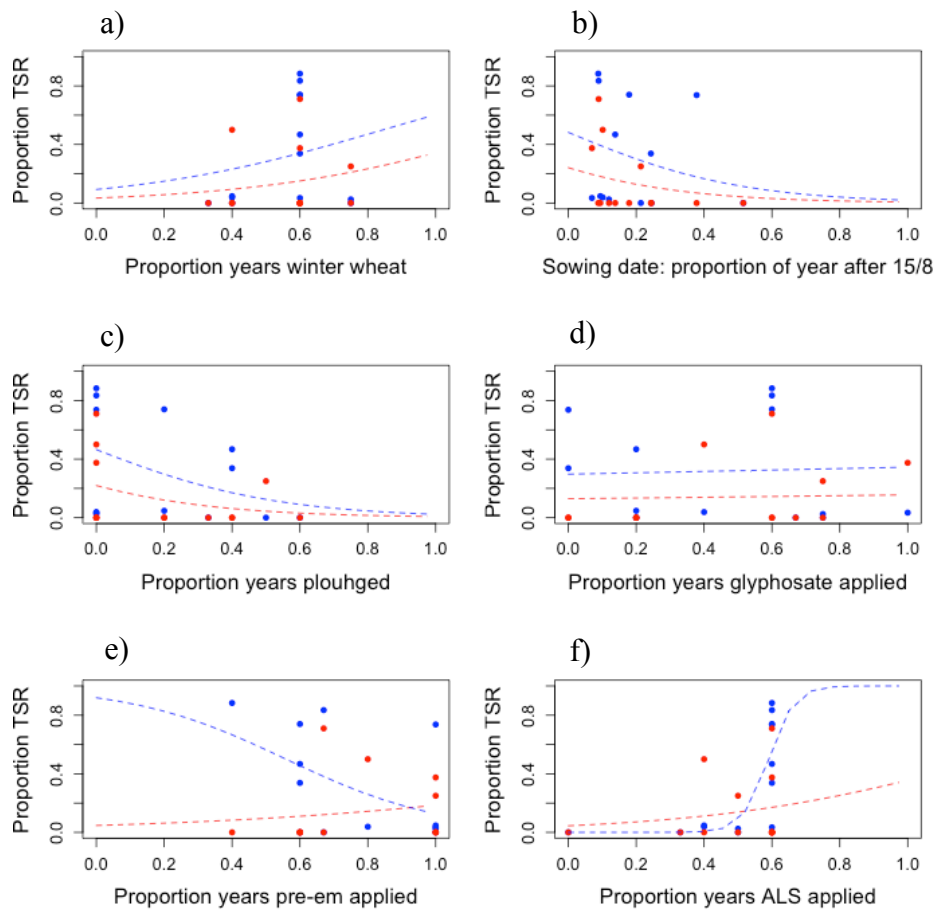 a)
Proportion TSR
0.0 0.4 0.8
0.0 0.2 0.4 0.6 0.8 1.0
Proportion years winter wheat
b)
Proportion TSR
0.0 0.4 0.8
0.0 0.2 0.4 0.6 0.8 1.0
Sowing date: proportion of year after 15/8
c)
Proportion TSR
0.0 0.4 0.8
0.0 0.2 0.4 0.6 0.8 1.0
Proportion years plouhged
d)
Proportion TSR
0.0 0.4 0.8
0.0 0.2 0.4 0.6 0.8 1.0
Proportion years glyphosate applied
e)
Proportion TSR
0.0 0.4 0.8
0.0 0.2 0.4 0.6 0.8 1.0
Proportion years pre-em applied
f)
Proportion TSR
0.0 0.4 0.8
0.0 0.2 0.4 0.6 0.8 1.0
Proportion years ALS applied